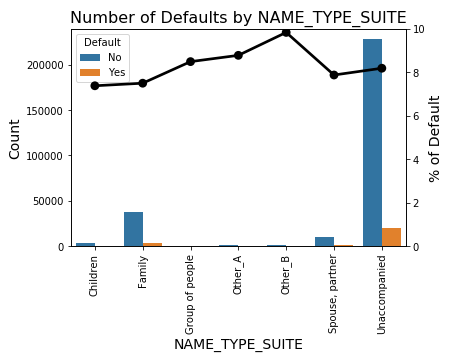 Number of Defaults by NAME_TYPE_SUITE
Default
No
Yes
Count
200000
150000
100000
50000
0
10
8
6
4
2
0
% of Default
Children
Family
Group of people
Other_A
Other_B
Spouse, partner
Unaccompanied
NAME_TYPE_SUITE